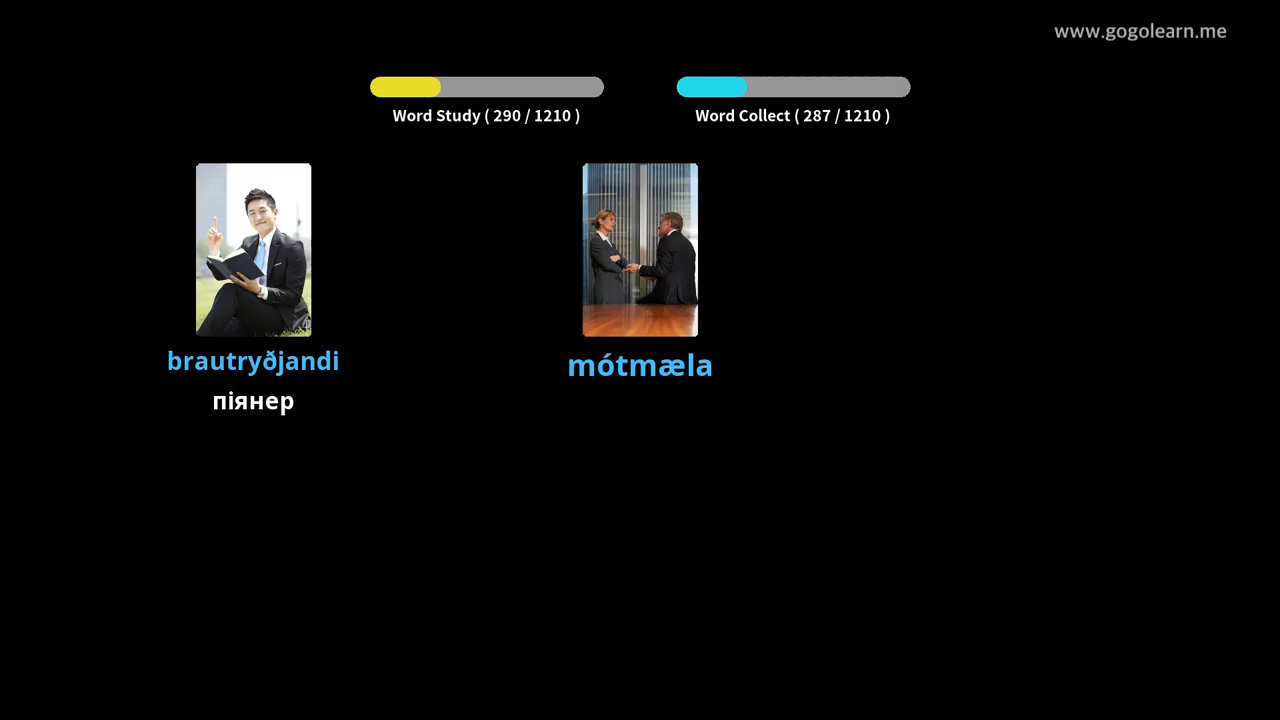 www.gogolearn.me
Word Study ( 290 / 1210 )
Word Collect ( 287 / 1210 )
brautryðjandi
mótmæla
піянер